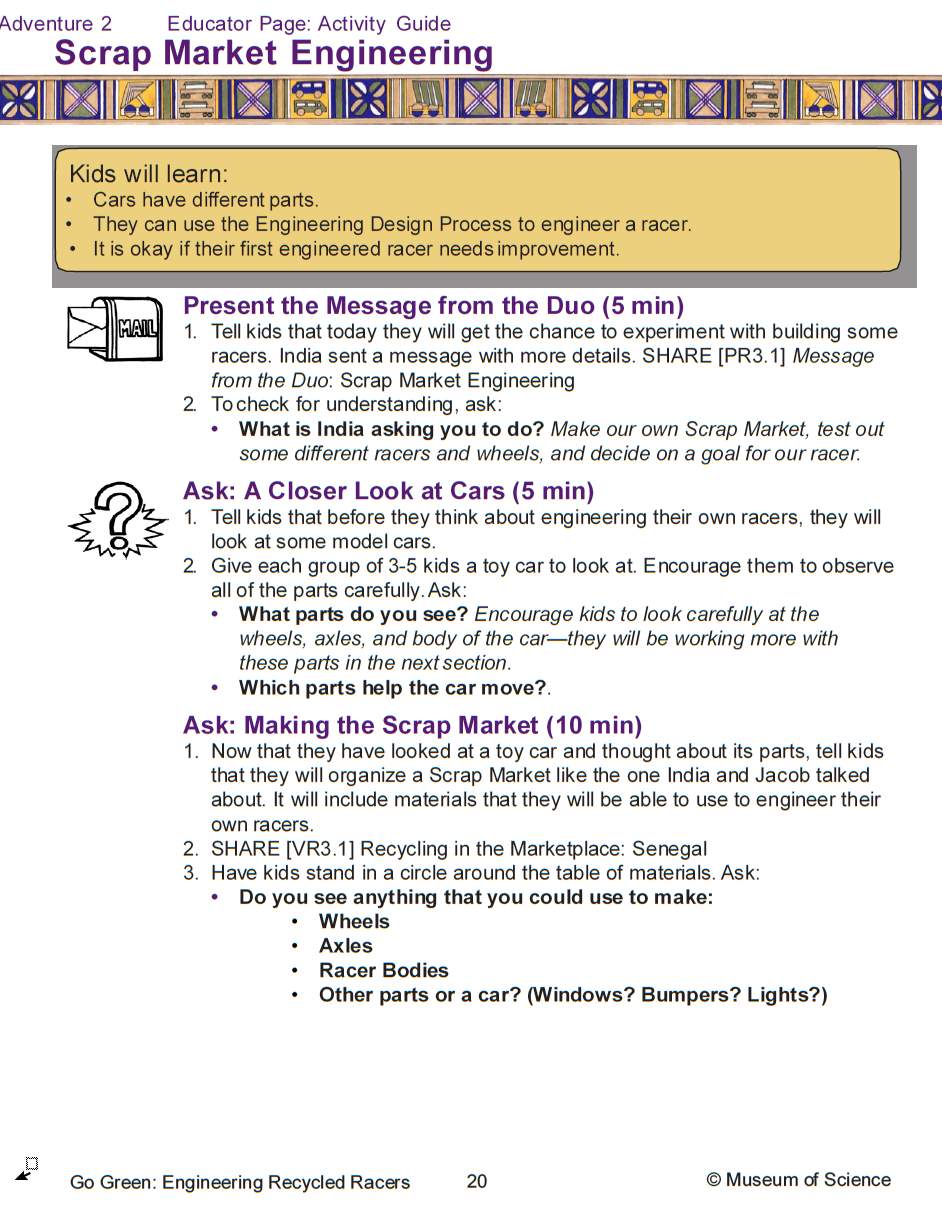 Adventure 2 Educator Page: Activity Guide
Scrap Market Engineering
Kids will learn:
• Cars have different parts.
• They can use the Engineering Design Process to engineer a racer.
• It is okay if their first engineered racer needs improvement.
MAIL
Present the Message from the Duo (5 min)
1. Tell kids that today they will get the chance to experiment with building some
racers. India sent a message with more details. SHARE [PR3.1] Message
from the Duo: Scrap Market Engineering
2. To check for understanding, ask:
• What is India asking you to do? Make our own Scrap Market, test out
some different racers and wheels, and decide on a goal for our racer.
Ask: A Closer Look at Cars (5 min)
1. Tell kids that before they think about engineering their own racers, they will
look at some model cars.
2. Give each group of 3-5 kids a toy car to look at. Encourage them to observe
all of the parts carefully. Ask:
• What parts do you see? Encourage kids to look carefully at the
wheels, axles, and body of the car—they will be working more with
these parts in the next section.
• Which parts help the car move?.
Ask: Making the Scrap Market (10 min)
1. Now that they have looked at a toy car and thought about its parts, tell kids
that they will organize a Scrap Market like the one India and Jacob talked
about. It will include materials that they will be able to use to engineer their
own racers.
2. SHARE [VR3.1] Recycling in the Marketplace: Senegal
3. Have kids stand in a circle around the table of materials. Ask:
• Do you see anything that you could use to make:
• Wheels
• Axles
• Racer Bodies
• Other parts or a car? (Windows? Bumpers? Lights?)
Go Green: Engineering Recycled Racers 20 © Museum of Science